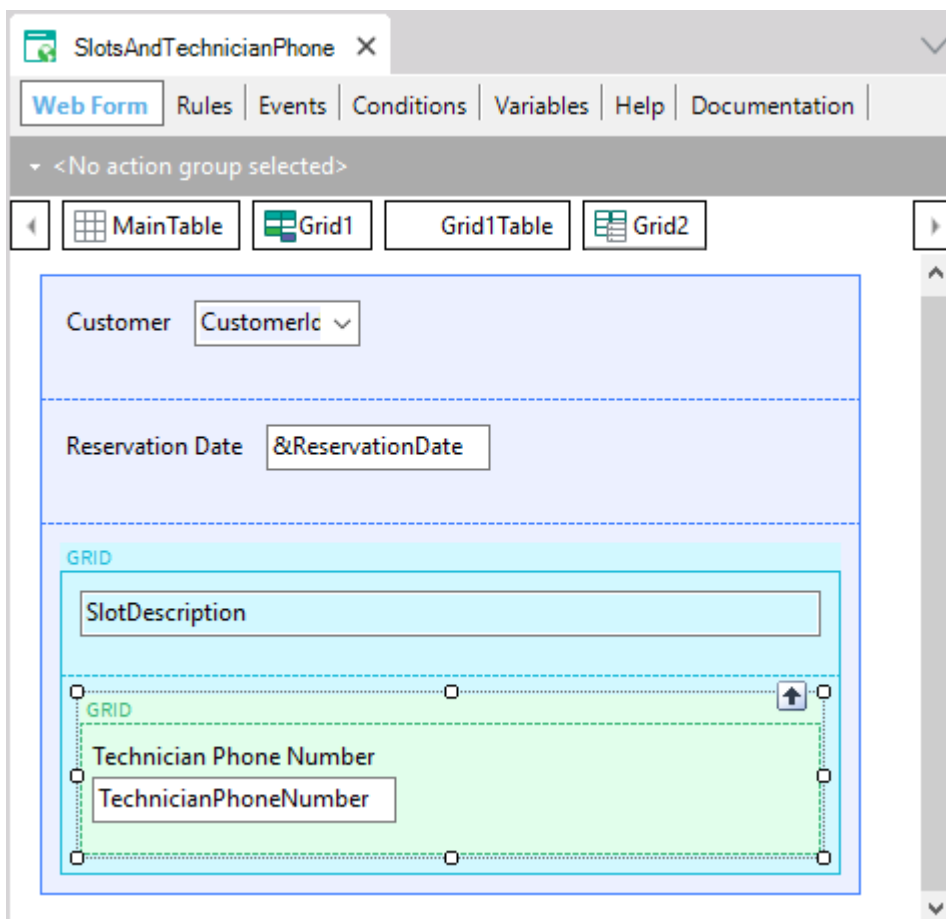 SlotsAndTechnicianPhone
Web Form Rules Events Conditions Variables Help Documentation
<No action group selected>
MainTable Grid1 Grid1Table Grid2
Customer CustomerId
Reservation Date &ReservationDate
GRID
SlotDescription
GRID
Technician Phone Number
TechnicianPhoneNumber